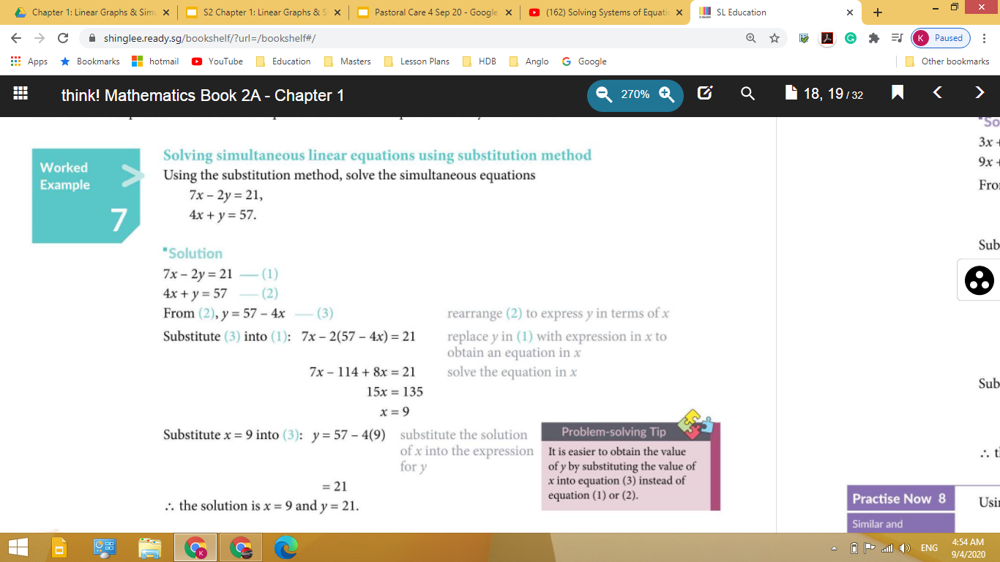 Chapter 1: Linear Graphs & Simu
S2 Chapter 1: Linear Graphs & S
Pastoral Care 4 Sep 20 - Google
(162) Solving Systems of Equati
SL Education
shinglee.ready.sg/bookshelf/?url=/bookshelf#/
K Paused
Apps Bookmarks hotmail YouTube Education Masters Lesson Plans HDB Anglo Google Other bookmarks
think! Mathematics Book 2A - Chapter 1
270%
18, 19 / 32
Worked
Example
7
Solving simultaneous linear equations using substitution method
Using the substitution method, solve the simultaneous equations
7x – 2y = 21,
4x + y = 57.
Solution
7x – 2y = 21 — (1)
4x + y = 57 — (2)
From (2), y = 57 – 4x — (3) rearrange (2) to express y in terms of x
Substitute (3) into (1): 7x – 2(57 – 4x) = 21 replace y in (1) with expression in x to
obtain an equation in x
7x – 114 + 8x = 21 solve the equation in x
15x = 135
x = 9
Substitute x = 9 into (3): y = 57 – 4(9) substitute the solution
of x into the expression
for y
= 21
∴ the solution is x = 9 and y = 21.
Problem-solving Tip
It is easier to obtain the value
of y by substituting the value of
x into equation (3) instead of
equation (1) or (2).
So
3x +
9x +
Fro
Sub
Sub
∴ t
Practise Now 8
Usi
Similar and
ENG
4:54 AM
9/4/2020